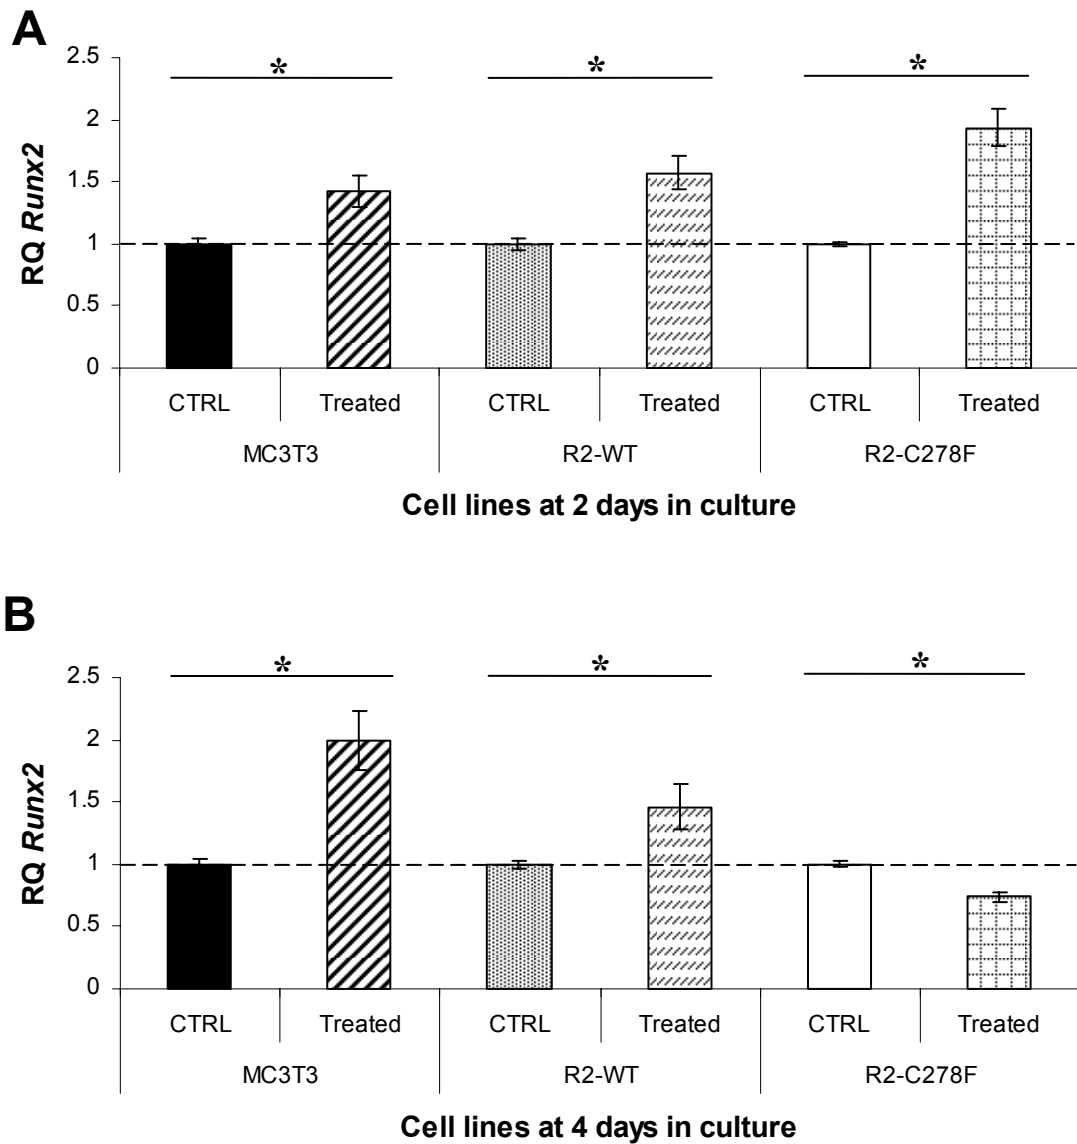 A
2.5
*
*
*
2
1.5
1
0.5
0
RQ Runx2
CTRL Treated CTRL Treated CTRL Treated
MC3T3 R2-WT R2-C278F
Cell lines at 2 days in culture
B
2.5
*
*
*
2
1.5
1
0.5
0
RQ Runx2
CTRL Treated CTRL Treated CTRL Treated
MC3T3 R2-WT R2-C278F
Cell lines at 4 days in culture